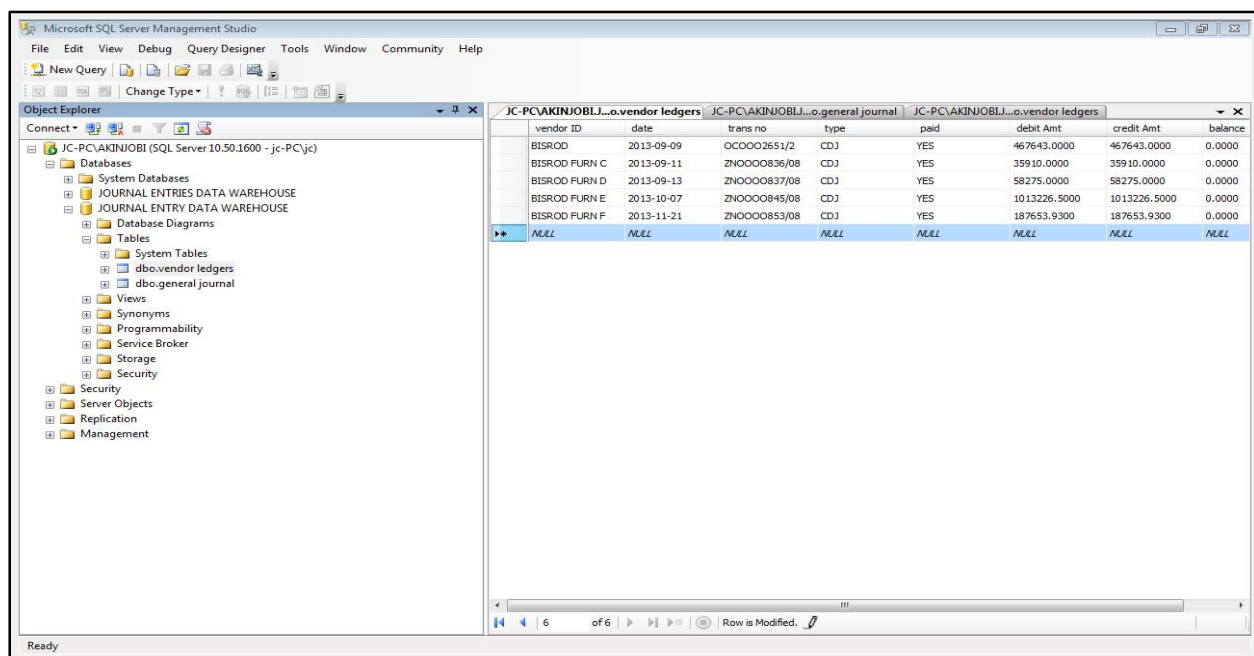 Microsoft SQL Server Management Studio
File Edit View Debug Query Designer Tools Window Community Help
New Query
Change Type
Object Explorer
Connect
JC-PC\AKINJOBI (SQL Server 10.50.1600 - jc-PC\jc)
Databases
System Databases
JOURNAL ENTRIES DATA WAREHOUSE
JOURNAL ENTRY DATA WAREHOUSE
Database Diagrams
Tables
System Tables
dbo.vendor ledgers
dbo.general journal
Views
Synonyms
Programmability
Service Broker
Storage
Security
Security
Server Objects
Replication
Management
JC-PC\AKINJOBI.J...o.vendor ledgers JC-PC\AKINJOBI.J...o.general journal JC-PC\AKINJOBI.J...o.vendor ledgers
vendor ID date trans no type paid debit Amt credit Amt balance
BISROD 2013-09-09 OCOOO2651/2 CDJ YES 467643.0000 467643.0000 0.0000
BISROD FURN C 2013-09-11 ZNOOOO836/08 CDJ YES 35910.0000 35910.0000 0.0000
BISROD FURN D 2013-09-13 ZNOOOO837/08 CDJ YES 58275.0000 58275.0000 0.0000
BISROD FURN E 2013-10-07 ZNOOOO845/08 CDJ YES 1013226.5000 1013226.5000 0.0000
BISROD FURN F 2013-11-21 ZNOOOO853/08 CDJ YES 187653.9300 187653.9300 0.0000
NULL NULL NULL NULL NULL NULL NULL NULL
6 of 6 Row is Modified.
Ready